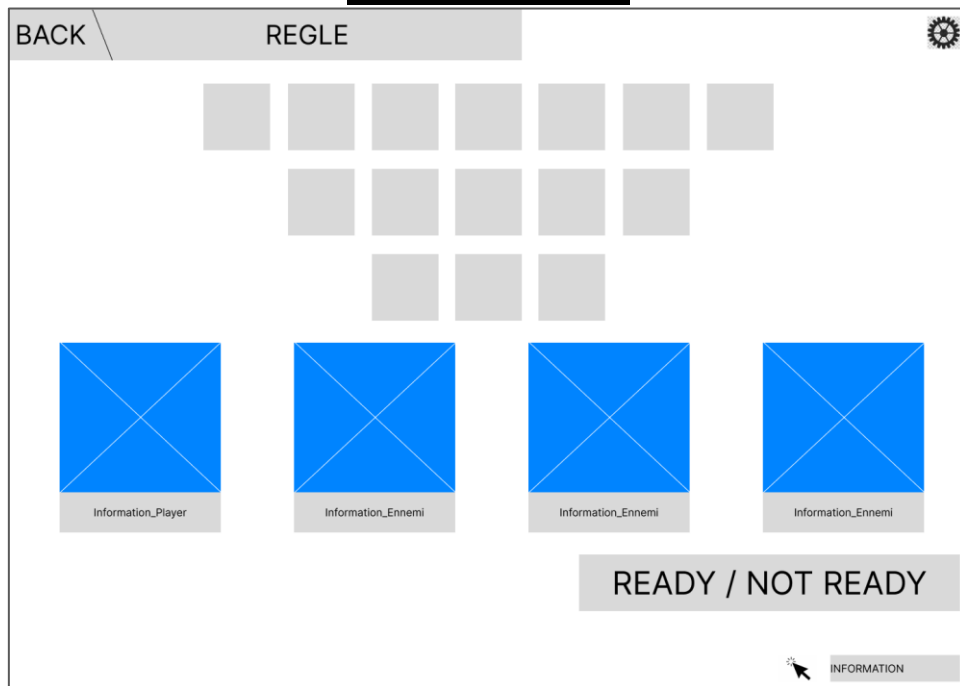 BACK
REGLE
Information_Player
Information_Ennemi
Information_Ennemi
Information_Ennemi
READY / NOT READY
INFORMATION